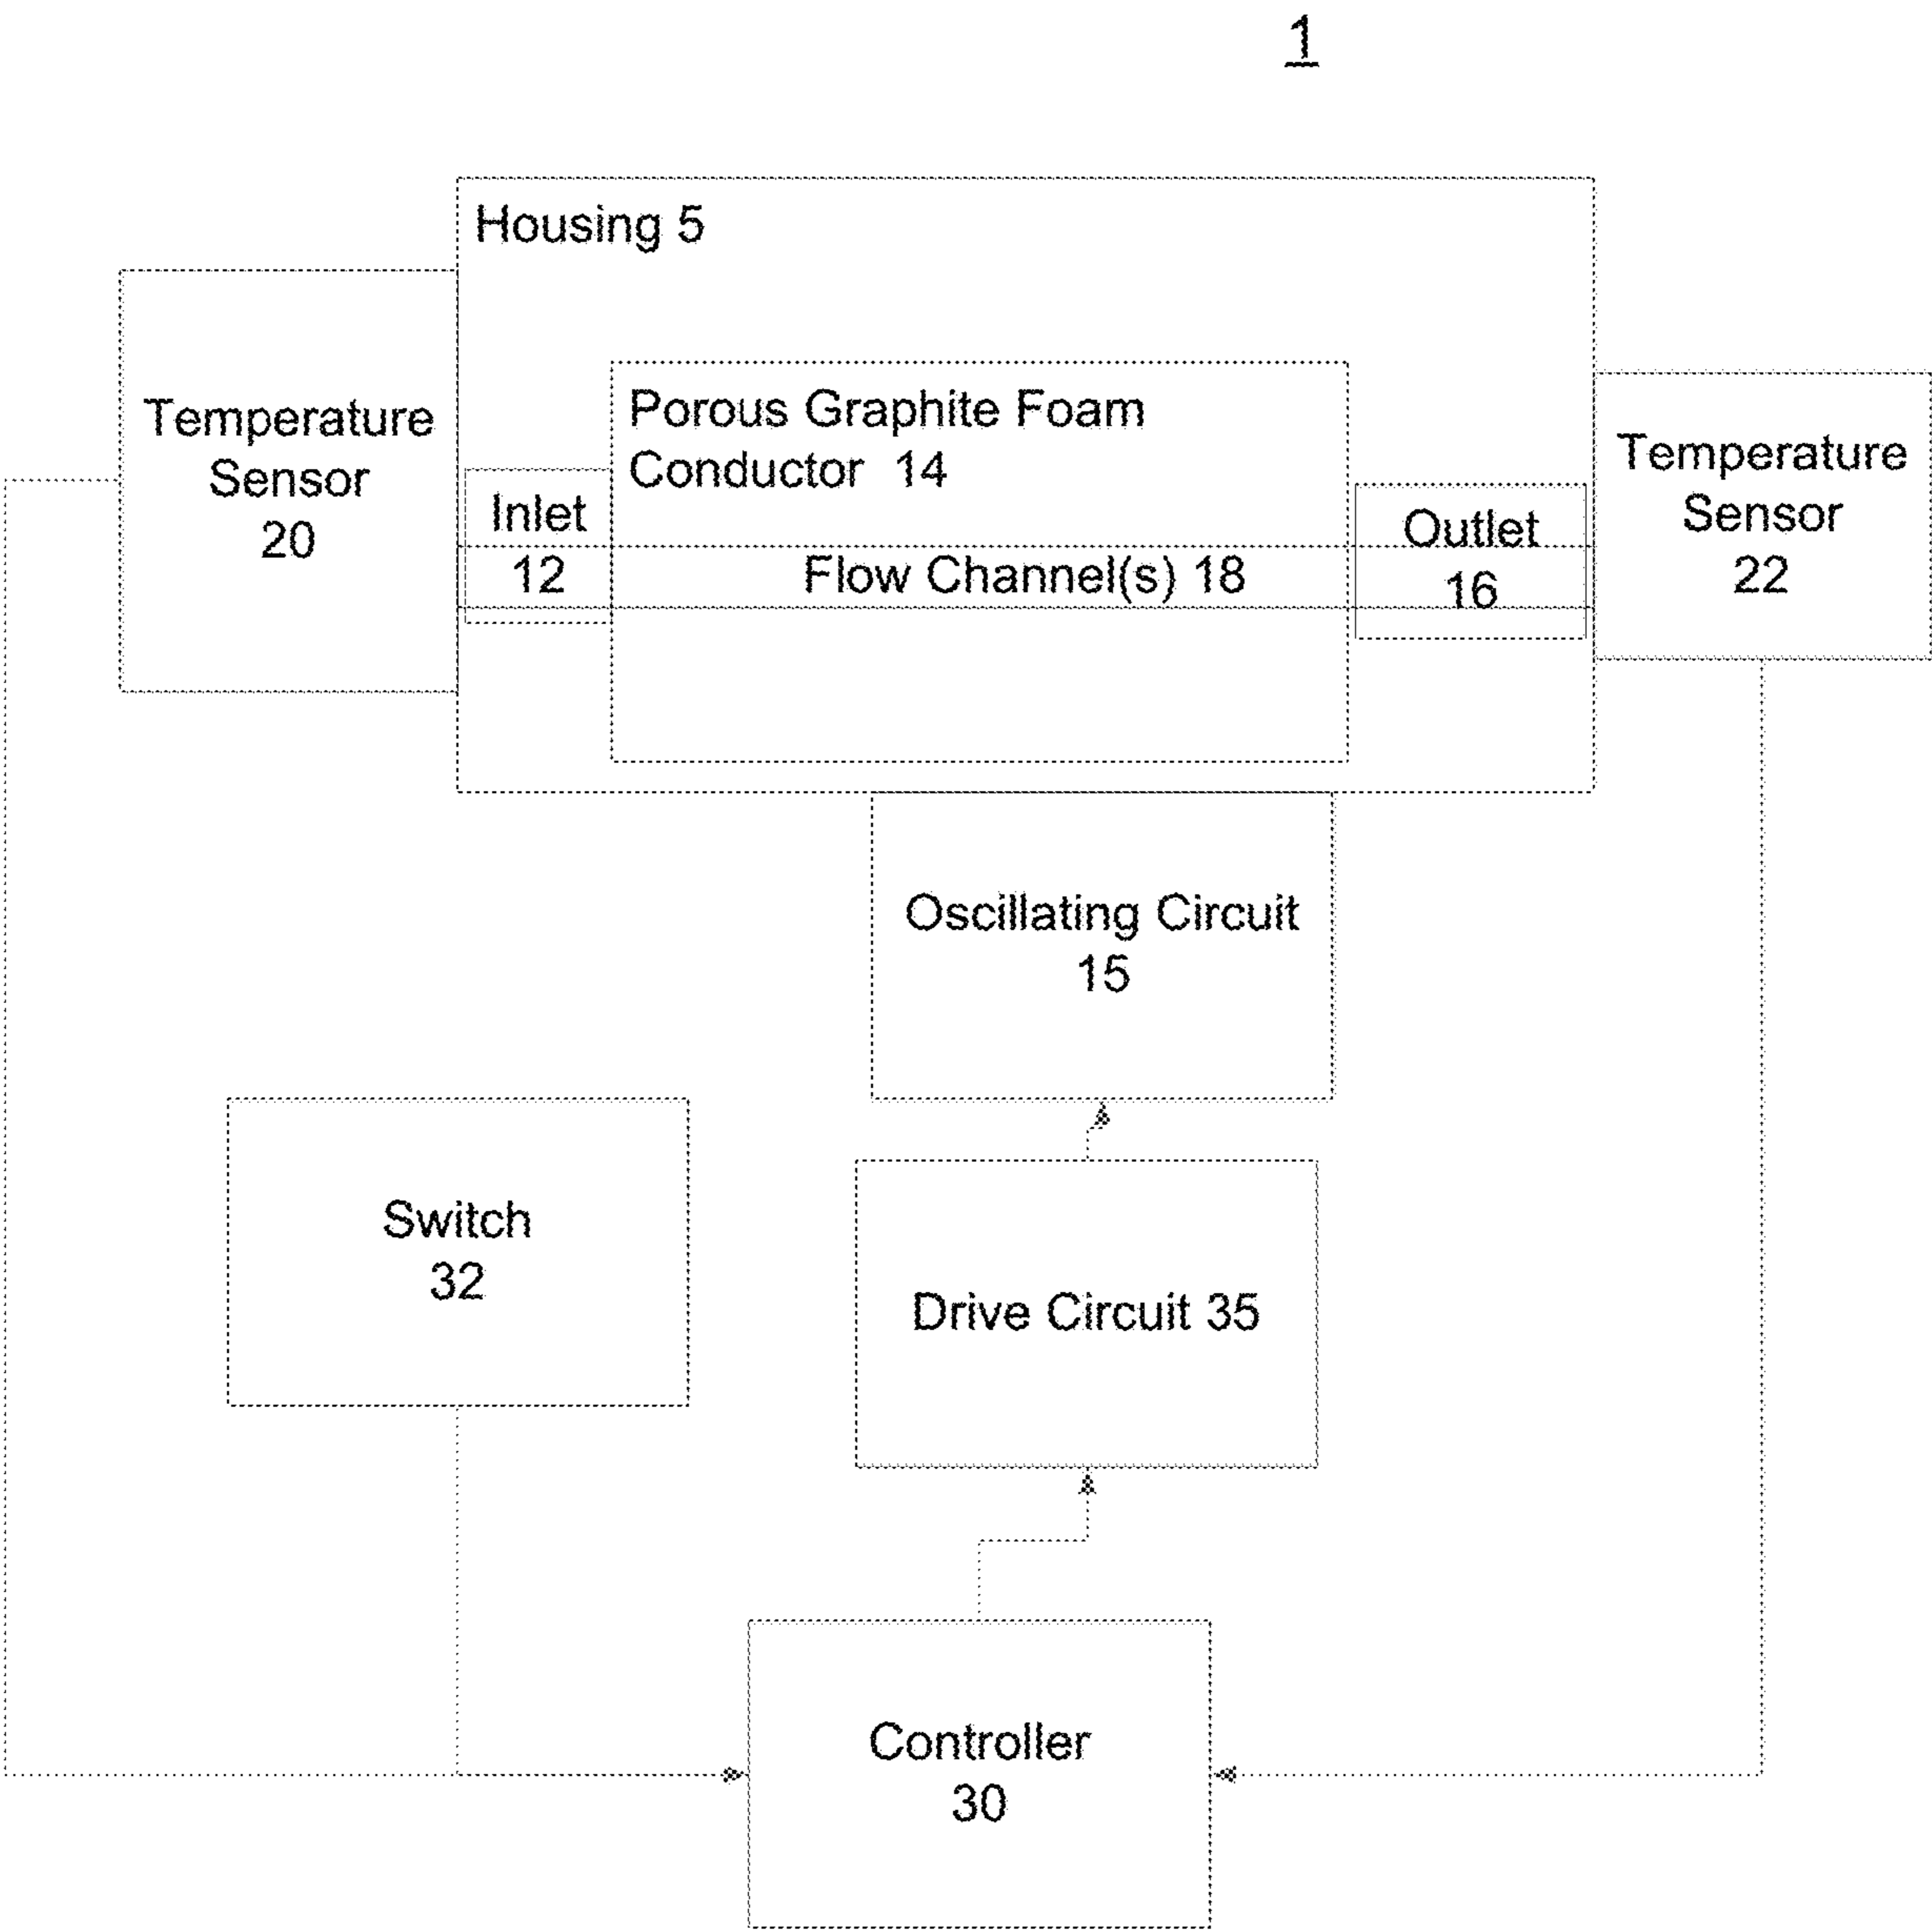 1
Housing 5
Temperature
Sensor
20
Porous Graphite Foam
Conductor 14
Inlet
12
Flow Channel(s) 18
Outlet
16
Temperature
Sensor
22
Oscillating Circuit
15
Switch
32
Drive Circuit 35
Controller
30